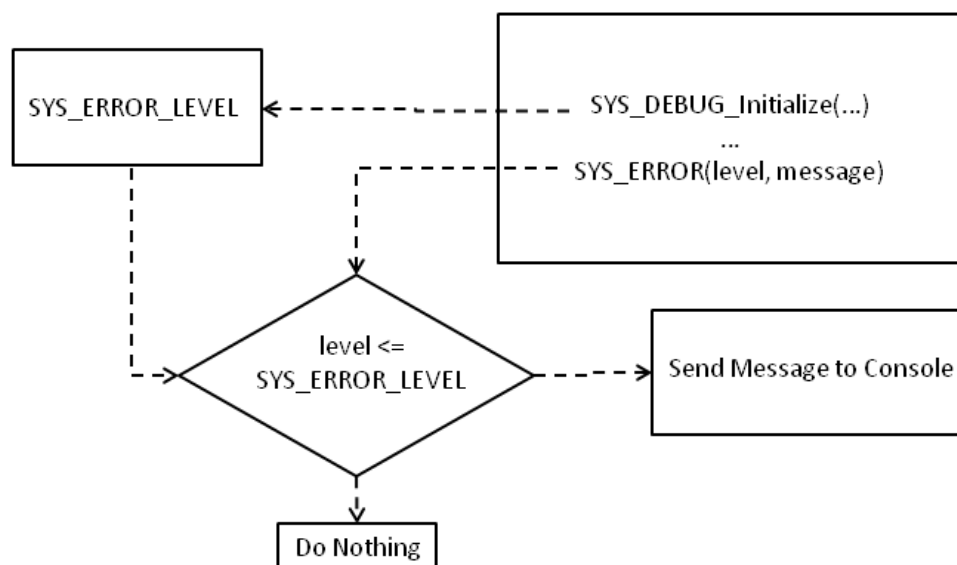 SYS_ERROR_LEVEL
SYS_DEBUG_Initialize(...)
...
SYS_ERROR(level, message)
level <=
SYS_ERROR_LEVEL
Send Message to Console
Do Nothing